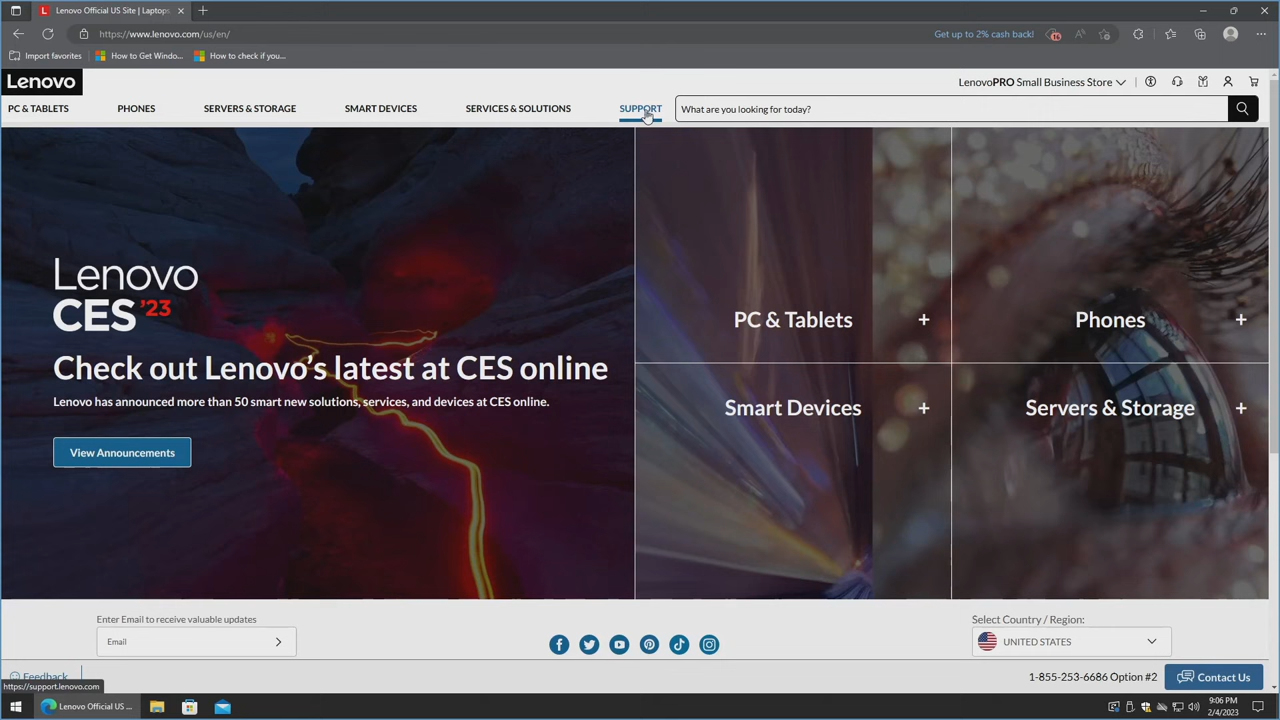 Lenovo Official US Site | Laptops
https://www.lenovo.com/us/en/
Get up to 2% cash back!
Import favorites
How to Get Windo...
How to check if you...
Lenovo
LenovoPRO Small Business Store
PC & TABLETS
PHONES
SERVERS & STORAGE
SMART DEVICES
SERVICES & SOLUTIONS
SUPPORT
What are you looking for today?
Lenovo
CES '23
Check out Lenovo's latest at CES online
Lenovo has announced more than 50 smart new solutions, services, and devices at CES online.
View Announcements
PC & Tablets +
Phones +
Smart Devices +
Servers & Storage +
Enter Email to receive valuable updates
Email
Select Country / Region:
UNITED STATES
Feedback
1-855-253-6686 Option #2
Contact Us
https://support.lenovo.com
Lenovo Official US ...
9:06 PM
2/4/2023